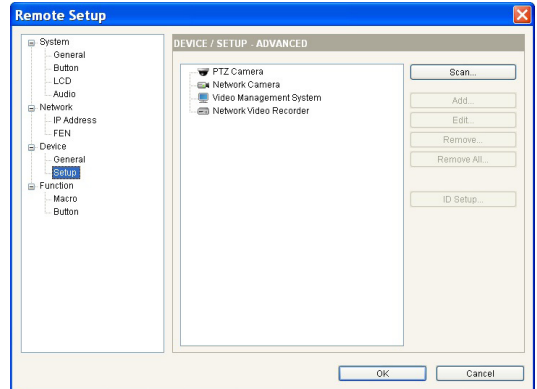 Remote Setup
System
General
Button
LCD
Audio
Network
IP Address
FEN
Device
General
Setup
Function
Macro
Button
DEVICE / SETUP - ADVANCED
PTZ Camera
Network Camera
Video Management System
Network Video Recorder
Scan...
Add...
Edit...
Remove...
Remove All...
ID Setup...
OK
Cancel